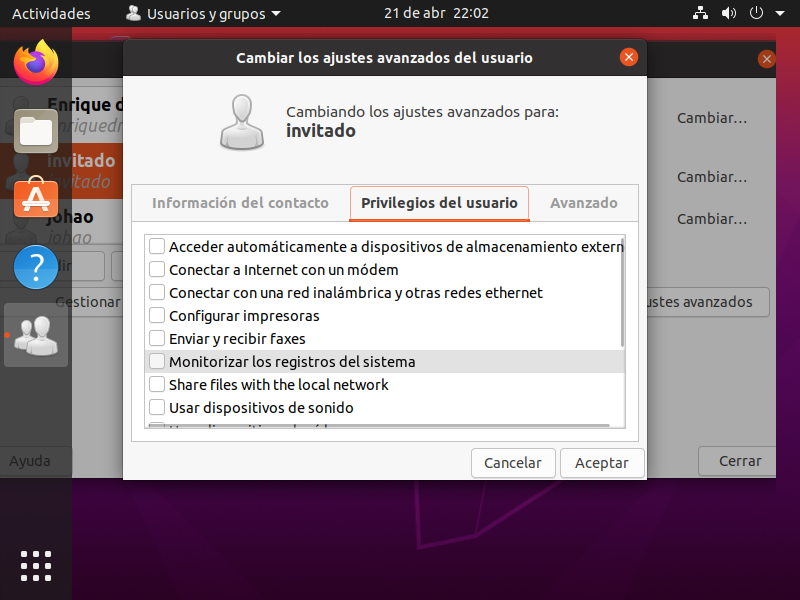 Actividades
Usuarios y grupos
21 de abr 22:02
Cambiar los ajustes avanzados del usuario
Cambiando los ajustes avanzados para:
invitado
Enrique d
enriquedr
invitado
invitado
johao
johao
Cambiar...
Cambiar...
Cambiar...
Información del contacto
Privilegios del usuario
Avanzado
Acceder automáticamente a dispositivos de almacenamiento extern
Conectar a Internet con un módem
Conectar con una red inalámbrica y otras redes ethernet
Configurar impresoras
Enviar y recibir faxes
Monitorizar los registros del sistema
Share files with the local network
Usar dispositivos de sonido
Gestionar
ustes avanzados
Cancelar
Aceptar
Ayuda
Cerrar